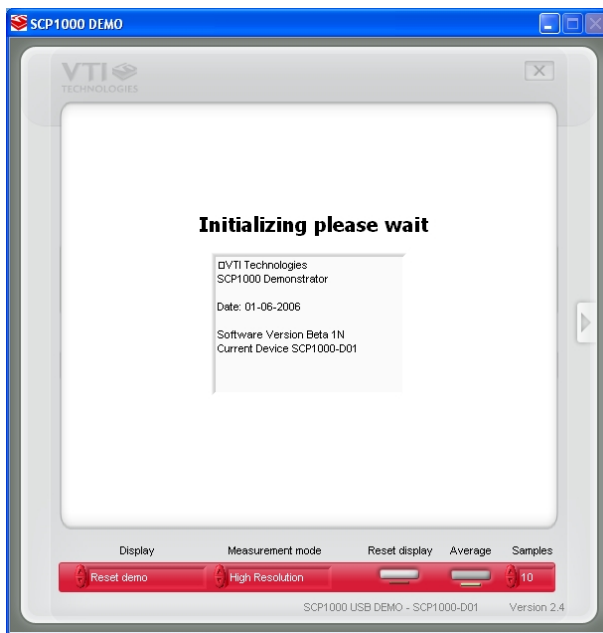 SCP1000 DEMO
VTI
TECHNOLOGIES
Initializing please wait
□VTI Technologies
SCP1000 Demonstrator
Date: 01-06-2006
Software Version Beta 1N
Current Device SCP1000-D01
Display Measurement mode Reset display Average Samples
Reset demo High Resolution 10
SCP1000 USB DEMO - SCP1000-D01 Version 2.4